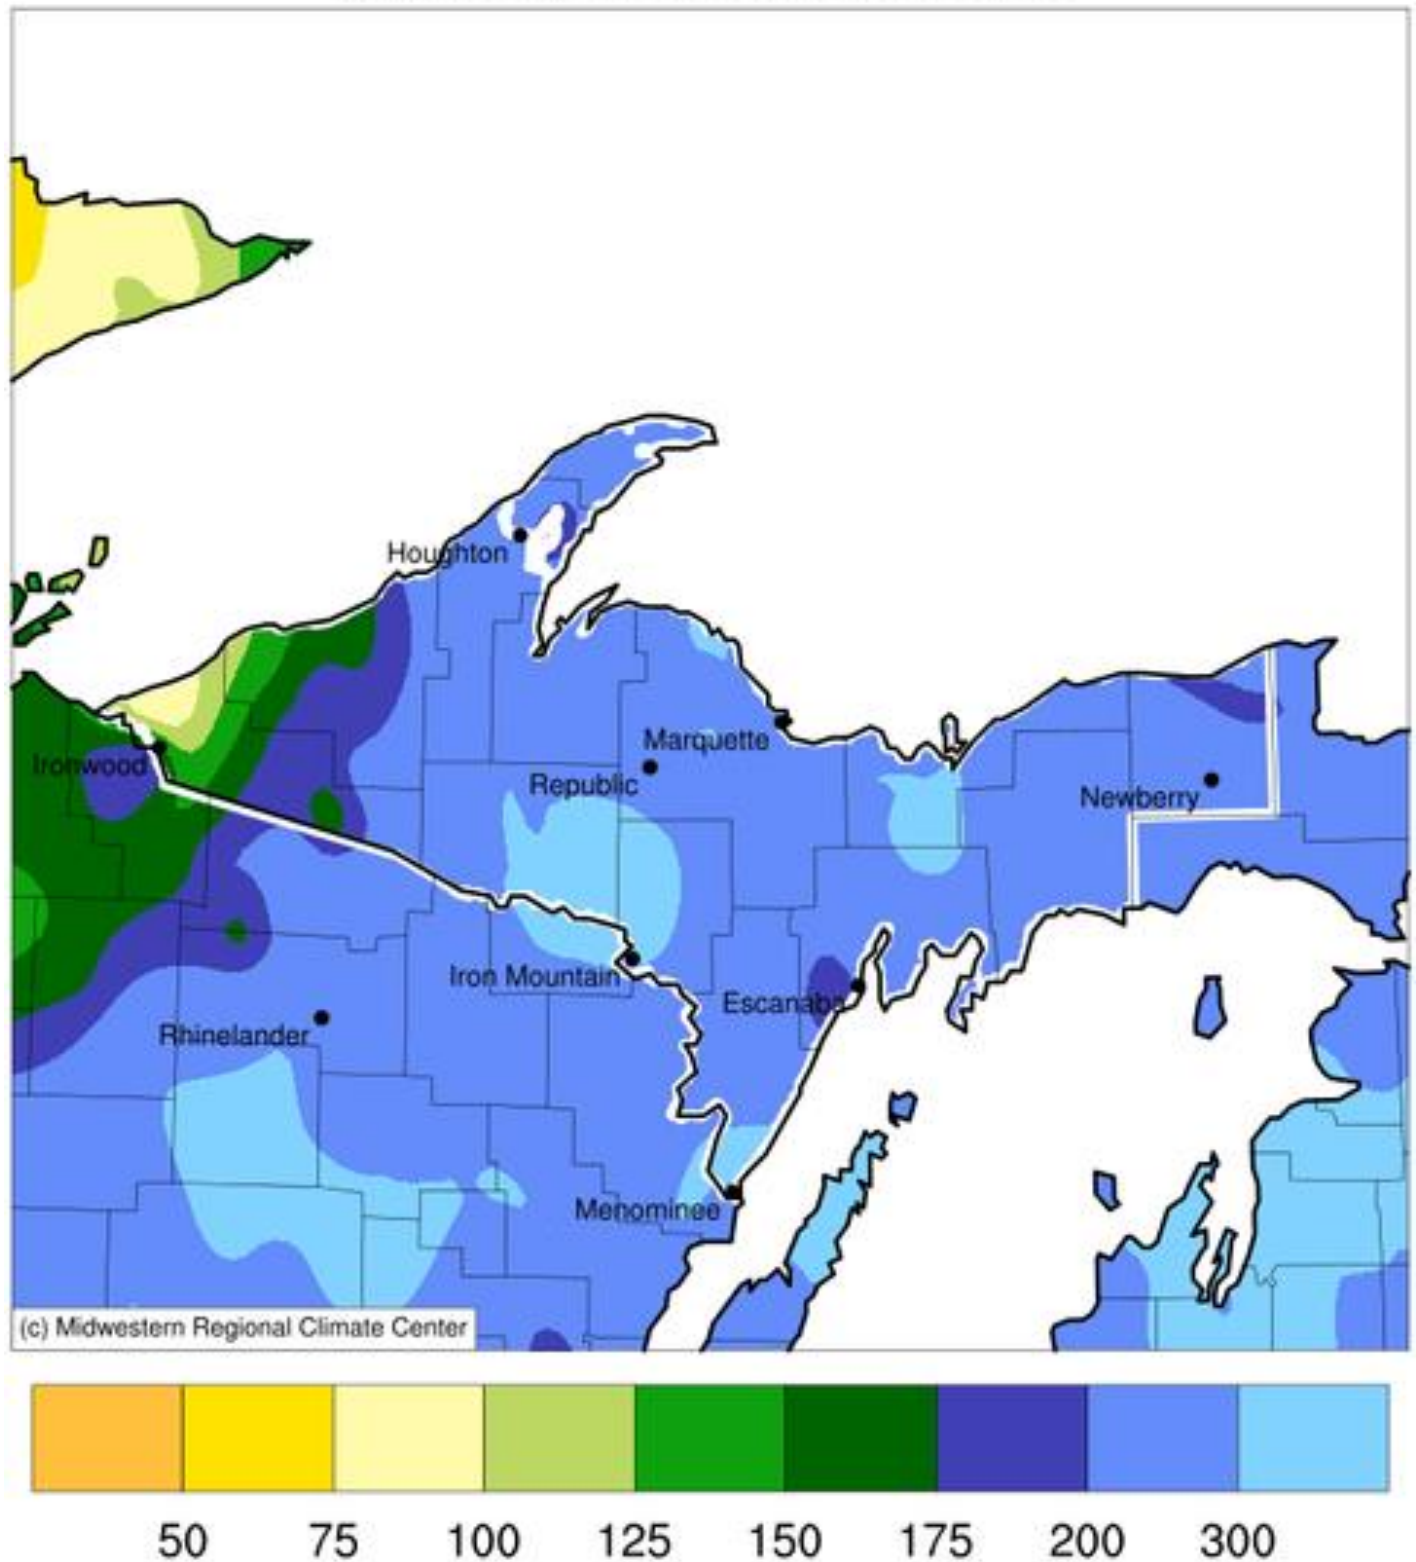 Houghton
Marquette
Ironwood
Republic
Newberry
Iron Mountain
Escanaba
Rhinelander
Menominee
(c) Midwestern Regional Climate Center
50 75 100 125 150 175 200 300